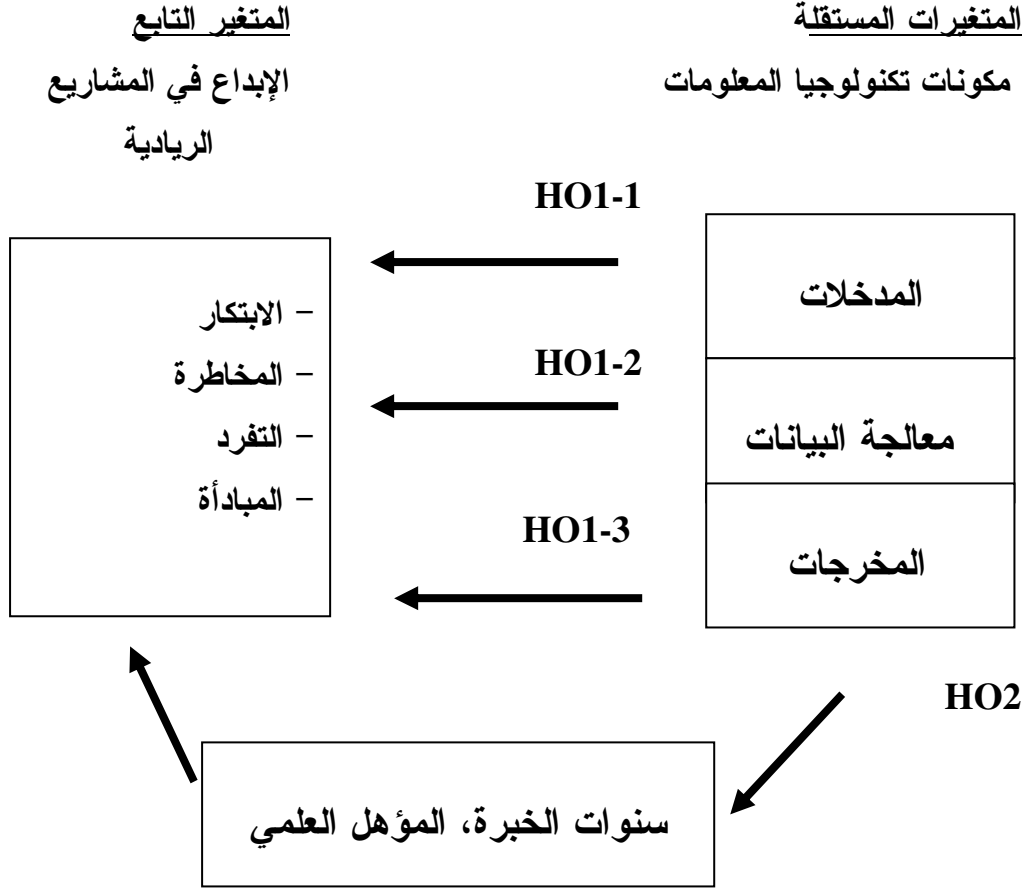 المتغيرات المستقلة
المتغير التابع
مكونات تكنولوجيا المعلومات
الإبداع في المشاريع
الريادية
HO1-1
المدخلات
– الابتكار
– المخاطرة
– التفرد
– المبادأة
HO1-2
معالجة البيانات
HO1-3
المخرجات
HO2
سنوات الخبرة، المؤهل العلمي